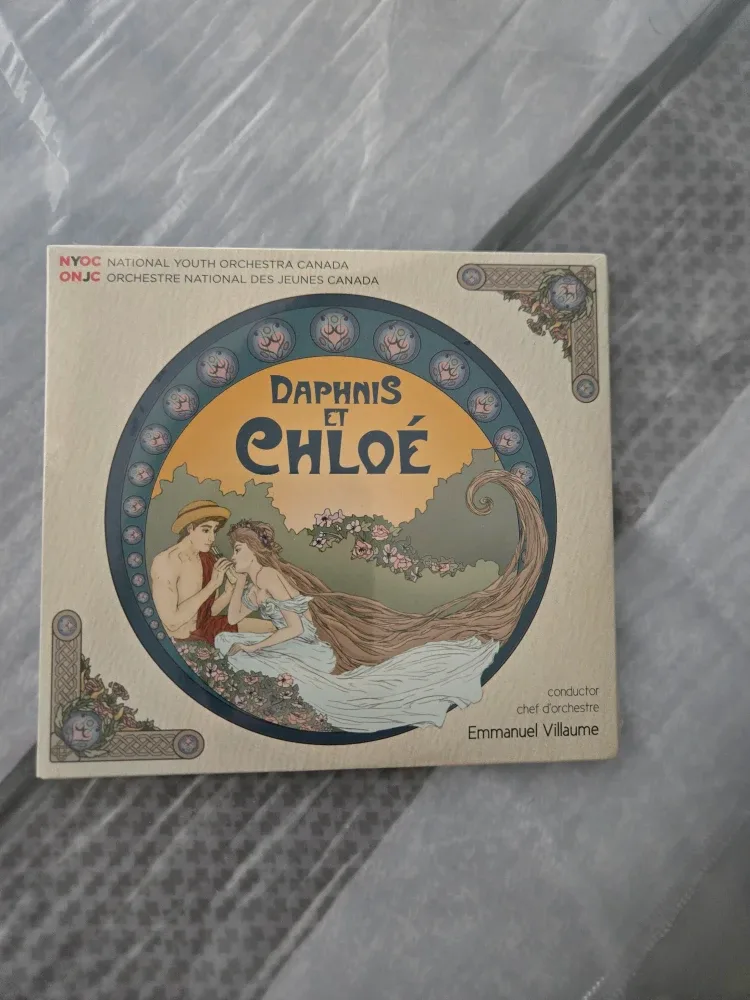 NYOC NATIONAL YOUTH ORCHESTRA CANADA
ONJC ORCHESTRE NATIONAL DES JEUNES CANADA
DAPHNIS
ET
CHLOÉ
conductor
chef d'orchestre
Emmanuel Villaume